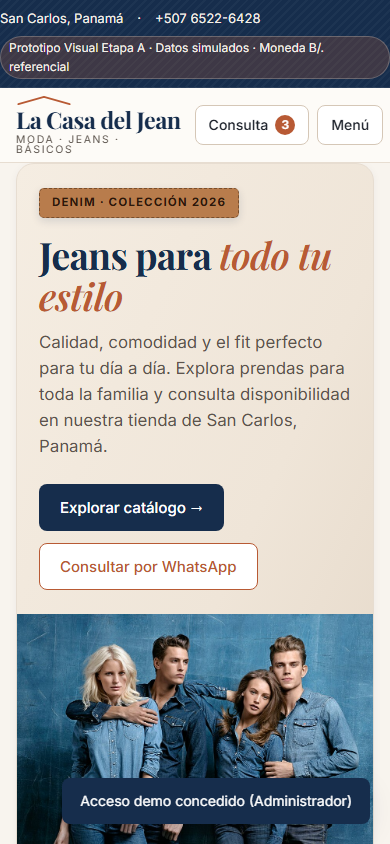 San Carlos, Panamá · +507 6522-6428
Prototipo Visual Etapa A · Datos simulados · Moneda B/.
referencial
La Casa del Jean
MODA · JEANS ·
BÁSICOS
Consulta 3
Menú
DENIM · COLECCIÓN 2026
Jeans para todo tu
estilo
Calidad, comodidad y el fit perfecto
para tu día a día. Explora prendas para
toda la familia y consulta disponibilidad
en nuestra tienda de San Carlos,
Panamá.
Explorar catálogo →
Consultar por WhatsApp
Acceso demo concedido (Administrador)